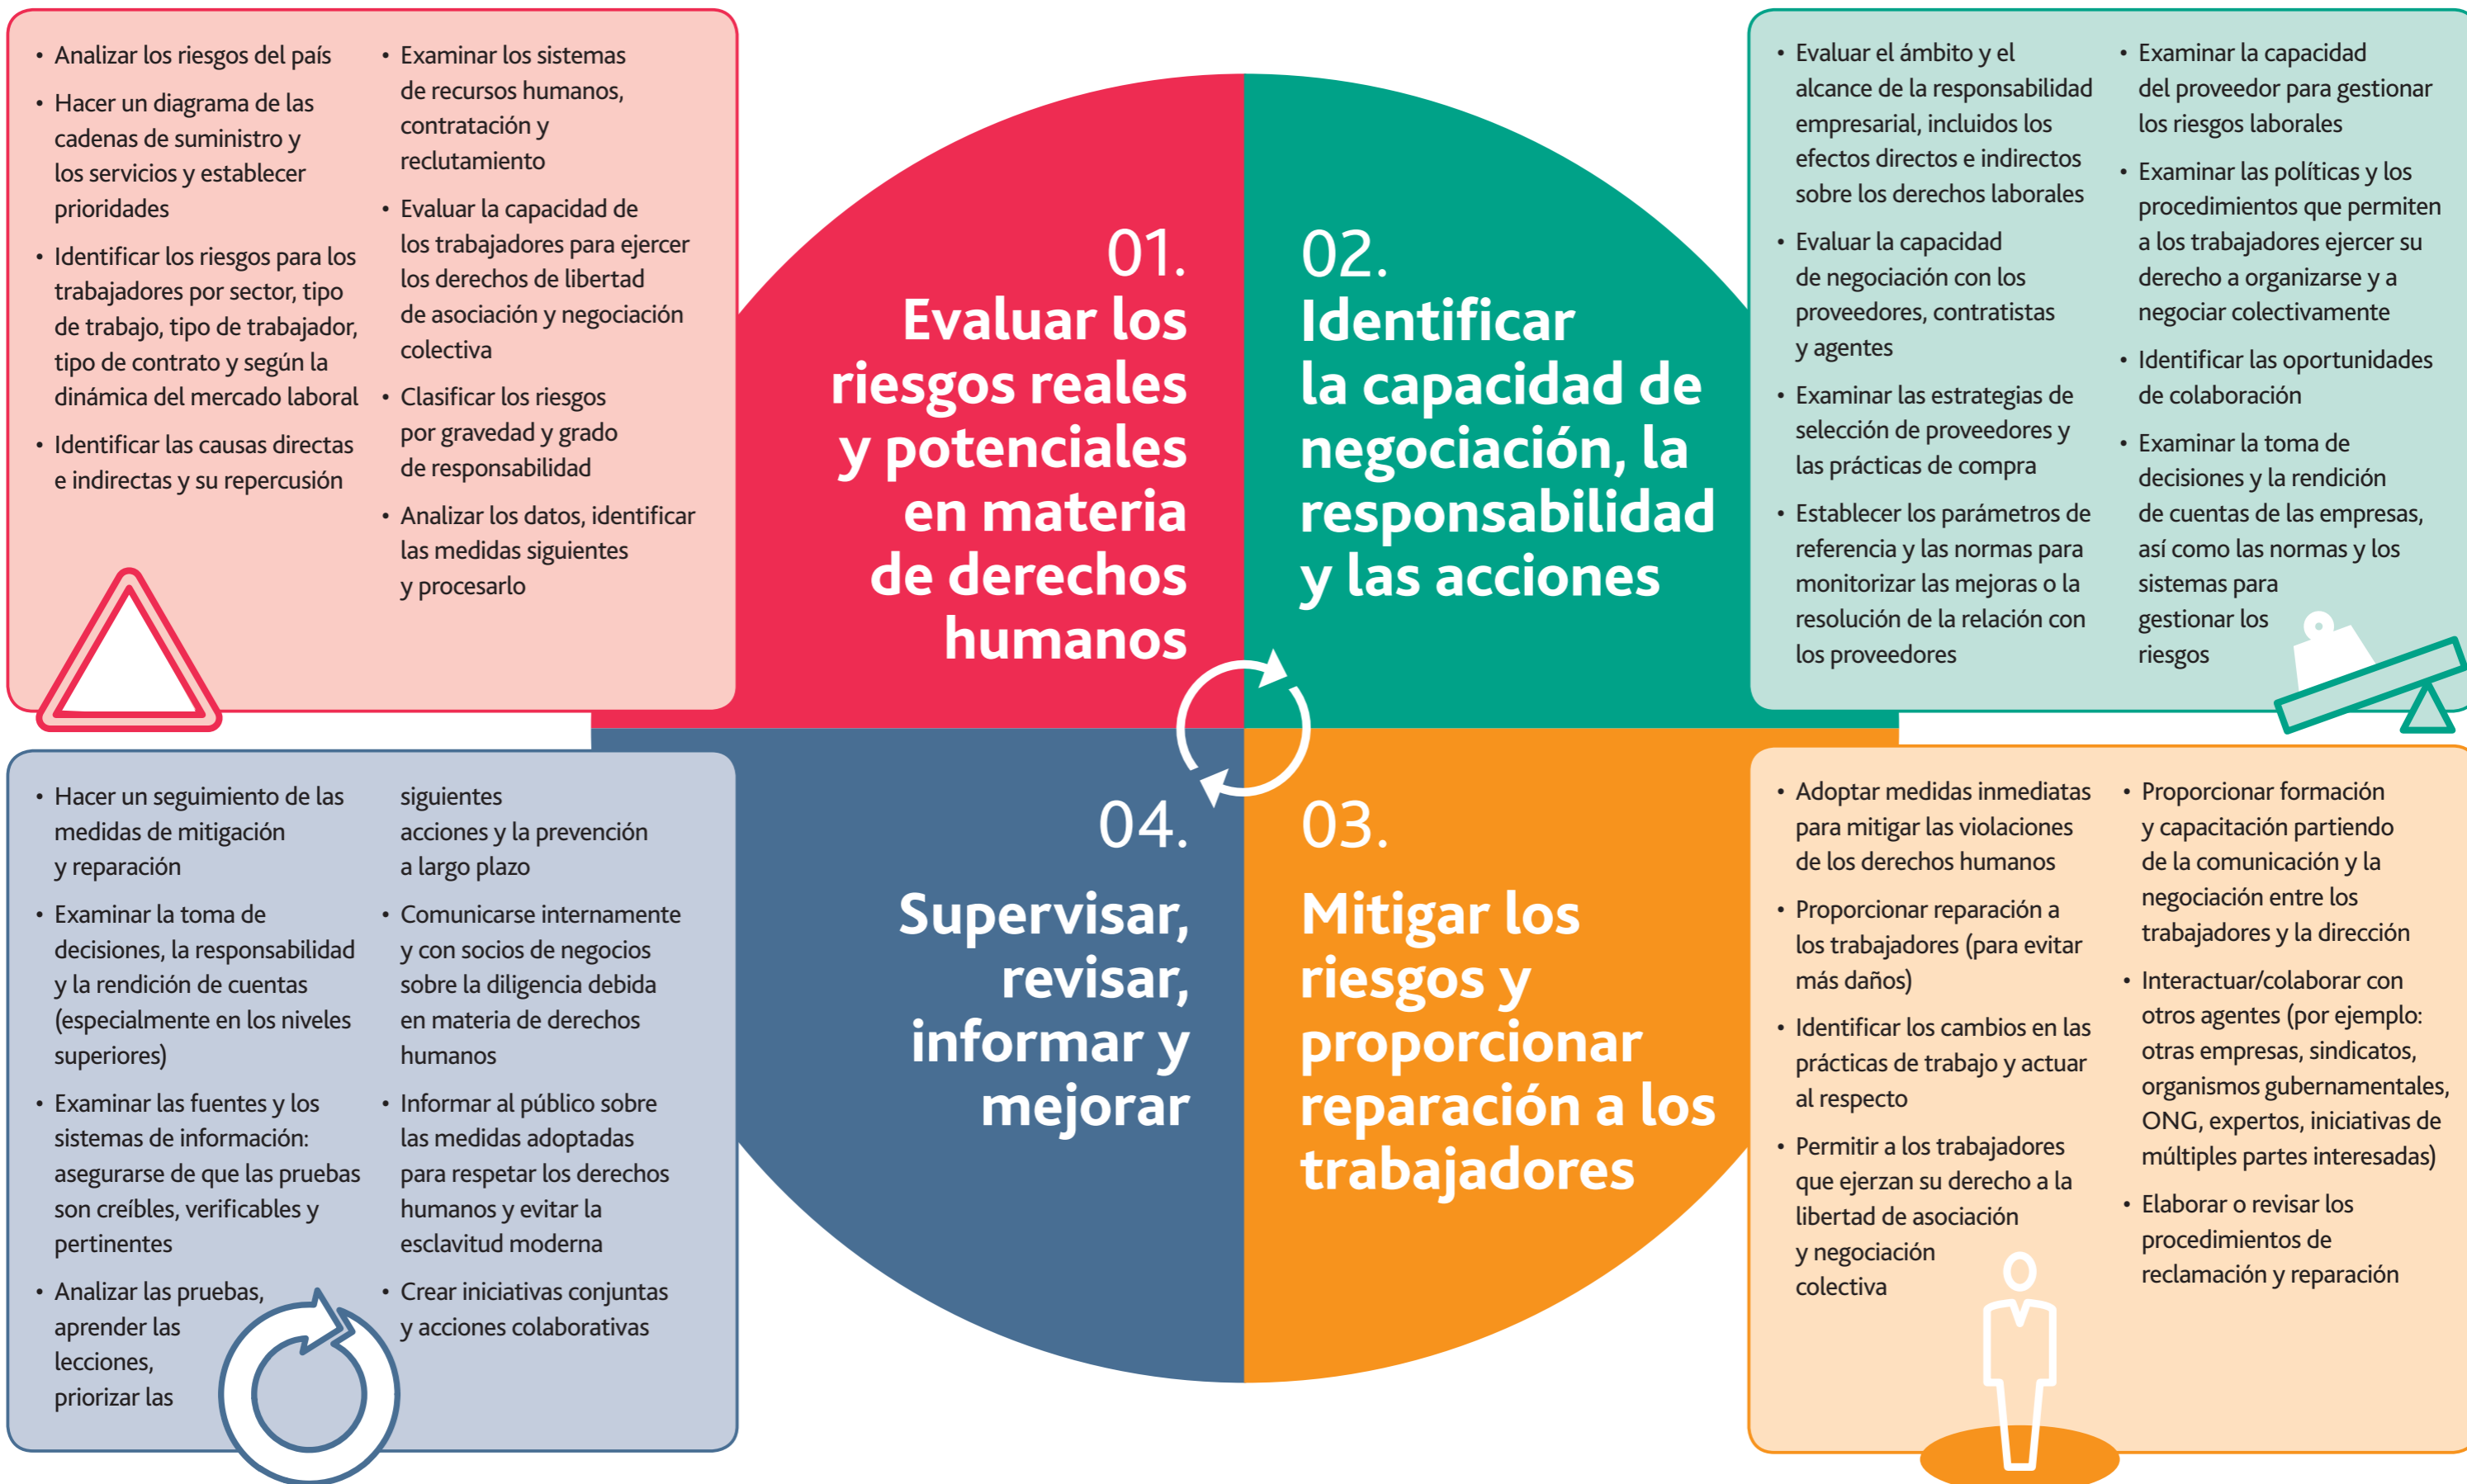 • Analizar los riesgos del país
• Hacer un diagrama de las
cadenas de suministro y
los servicios y establecer
prioridades
• Identificar los riesgos para los
trabajadores por sector, tipo
de trabajo, tipo de trabajador,
tipo de contrato y según la
dinámica del mercado laboral
• Identificar las causas directas
e indirectas y su repercusión
• Examinar los sistemas
de recursos humanos,
contratación y
reclutamiento
• Evaluar la capacidad de
los trabajadores para ejercer
los derechos de libertad
de asociación y negociación
colectiva
• Clasificar los riesgos
por gravedad y grado
de responsabilidad
• Analizar los datos, identificar
las medidas siguientes
y procesarlo
01.
Evaluar los
riesgos reales
y potenciales
en materia
de derechos
humanos
02.
Identificar
la capacidad de
negociación, la
responsabilidad
y las acciones
• Evaluar el ámbito y el
alcance de la responsabilidad
empresarial, incluidos los
efectos directos e indirectos
sobre los derechos laborales
• Evaluar la capacidad
de negociación con los
proveedores, contratistas
y agentes
• Examinar las estrategias de
selección de proveedores y
las prácticas de compra
• Establecer los parámetros de
referencia y las normas para
monitorizar las mejoras o la
resolución de la relación con
los proveedores
• Examinar la capacidad
del proveedor para gestionar
los riesgos laborales
• Examinar las políticas y los
procedimientos que permiten
a los trabajadores ejercer su
derecho a organizarse y a
negociar colectivamente
• Identificar las oportunidades
de colaboración
• Examinar la toma de
decisiones y la rendición
de cuentas de las empresas,
así como las normas y los
sistemas para
gestionar los
riesgos
• Hacer un seguimiento de las
medidas de mitigación
y reparación
• Examinar la toma de
decisiones, la responsabilidad
y la rendición de cuentas
(especialmente en los niveles
superiores)
• Examinar las fuentes y los
sistemas de información:
asegurarse de que las pruebas
son creíbles, verificables y
pertinentes
• Analizar las pruebas,
aprender las
lecciones,
priorizar las
siguientes
acciones y la prevención
a largo plazo
• Comunicarse internamente
y con socios de negocios
sobre la diligencia debida
en materia de derechos
humanos
• Informar al público sobre
las medidas adoptadas
para respetar los derechos
humanos y evitar la
esclavitud moderna
• Crear iniciativas conjuntas
y acciones colaborativas
04.
Supervisar,
revisar,
informar y
mejorar
03.
Mitigar los
riesgos y
proporcionar
reparación a los
trabajadores
• Adoptar medidas inmediatas
para mitigar las violaciones
de los derechos humanos
• Proporcionar reparación a
los trabajadores (para evitar
más daños)
• Identificar los cambios en las
prácticas de trabajo y actuar
al respecto
• Permitir a los trabajadores
que ejerzan su derecho a la
libertad de asociación
y negociación
colectiva
• Proporcionar formación
y capacitación partiendo
de la comunicación y la
negociación entre los
trabajadores y la dirección
• Interactuar/colaborar con
otros agentes (por ejemplo:
otras empresas, sindicatos,
organismos gubernamentales,
ONG, expertos, iniciativas de
múltiples partes interesadas)
• Elaborar o revisar los
procedimientos de
reclamación y reparación